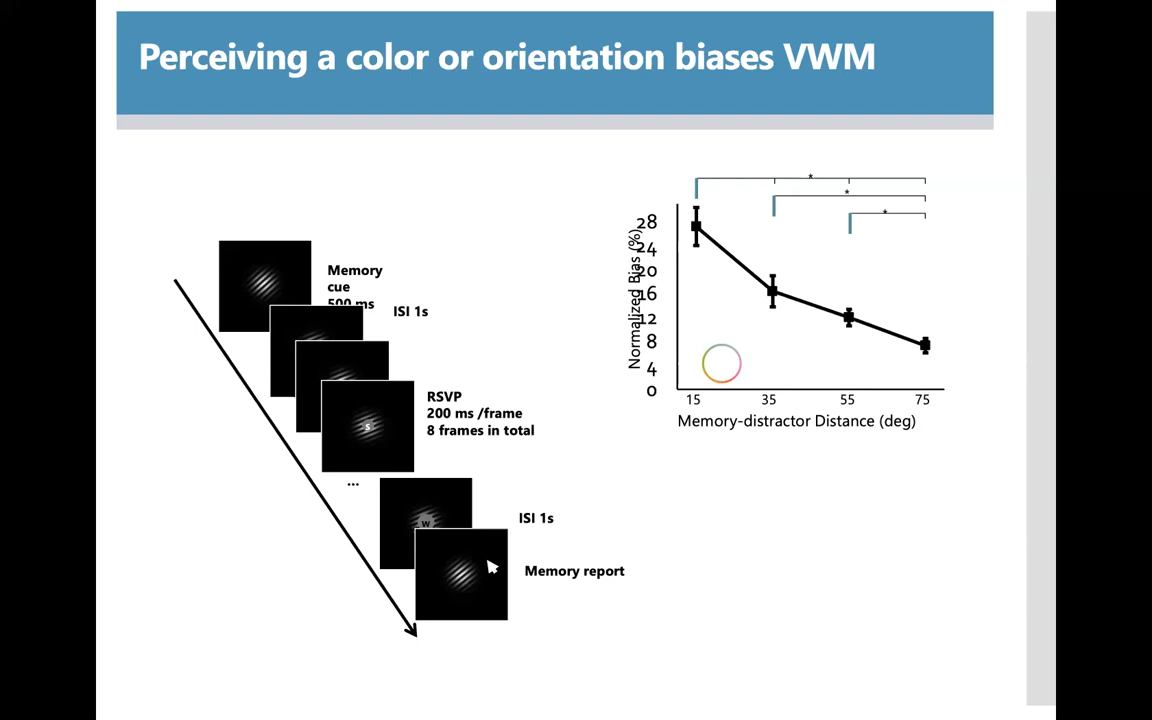 Perceiving a color or orientation biases VWM
Memory
cue
500 ms
ISI 1s
RSVP
200 ms /frame
8 frames in total
s
...
w
ISI 1s
Memory report
*
*
*
Normalized Bias (%)
28
24
20
16
12
8
4
0
15 35 55 75
Memory-distractor Distance (deg)